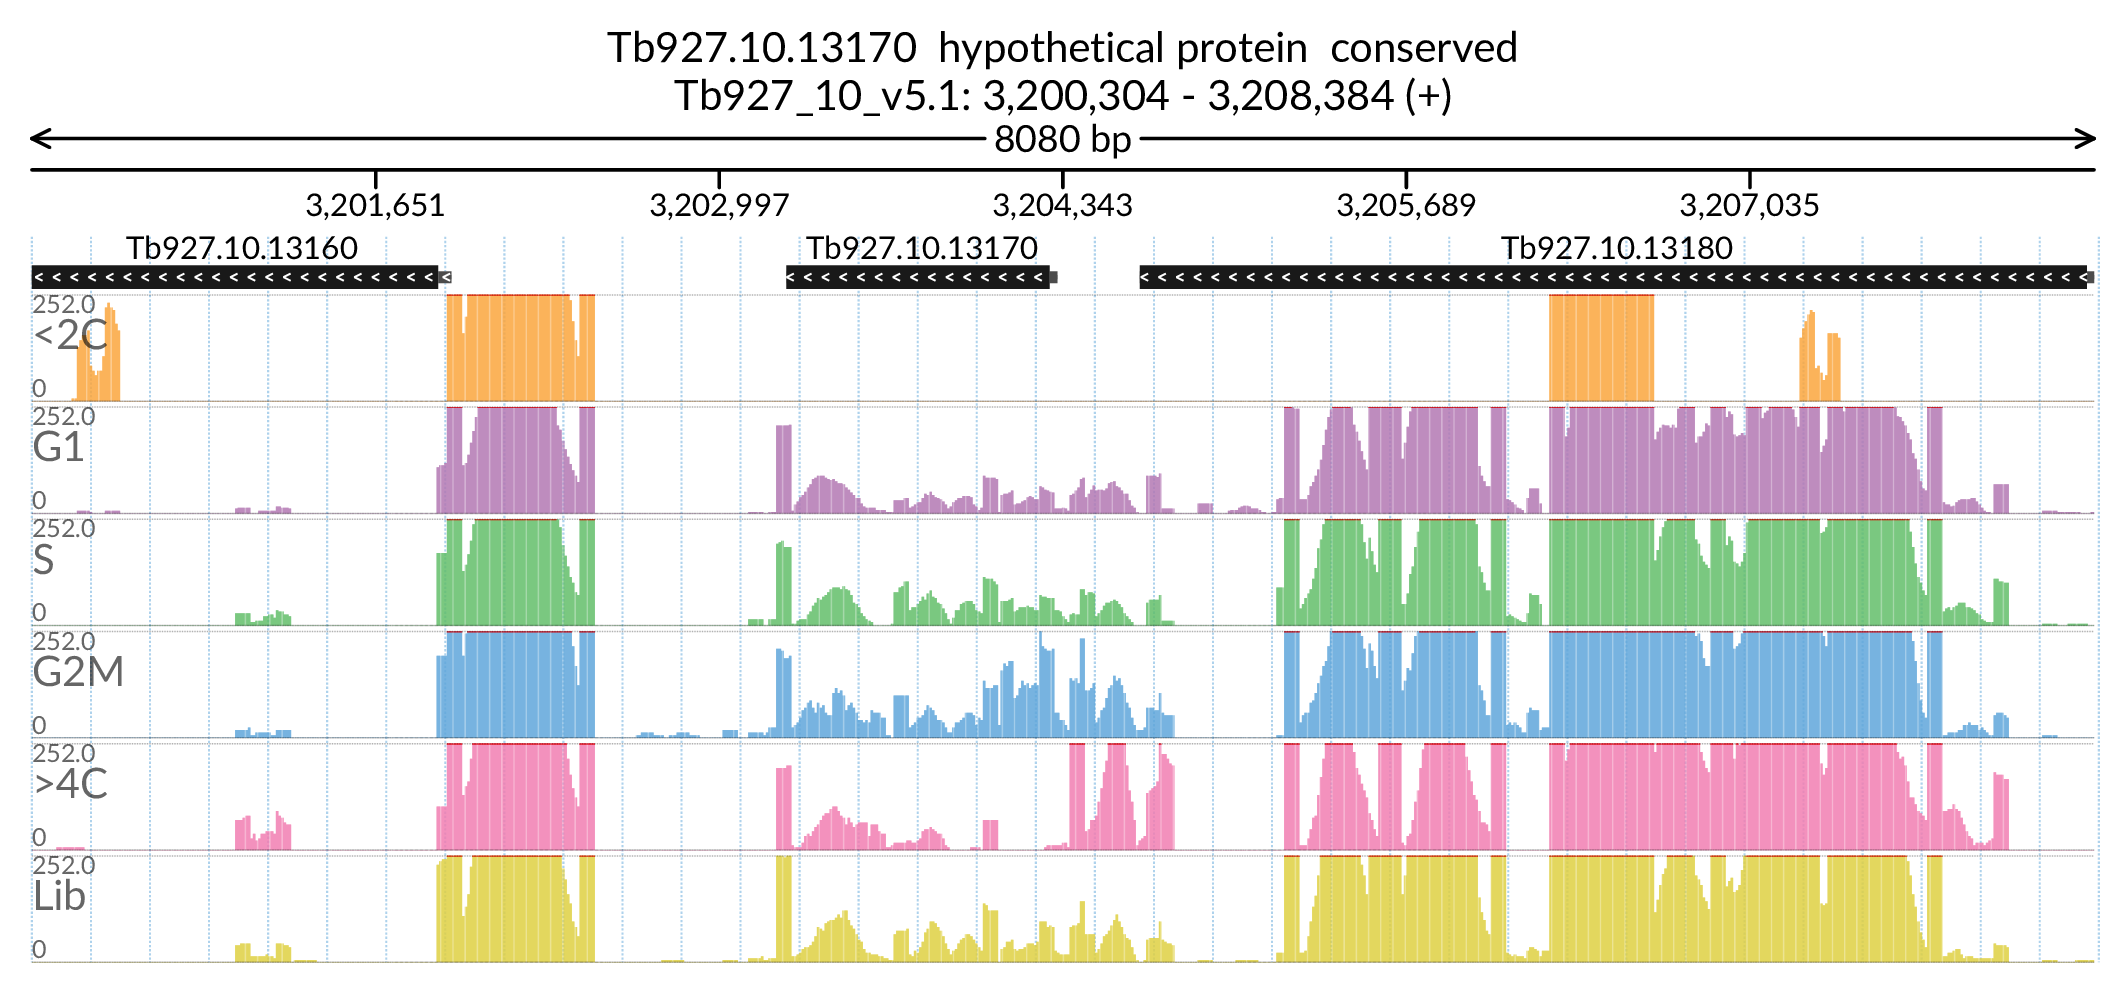 Tb927.10.13170  hypothetical protein  conserved
Tb927_10_v5.1: 3,200,304 - 3,208,384 (+)
8080 bp
3,201,651 3,202,997 3,204,343 3,205,689 3,207,035
Tb927.10.13160 Tb927.10.13170 Tb927.10.13180
252.0
<2C
0
252.0
G1
0
252.0
S
0
252.0
G2M
0
252.0
>4C
0
252.0
Lib
0